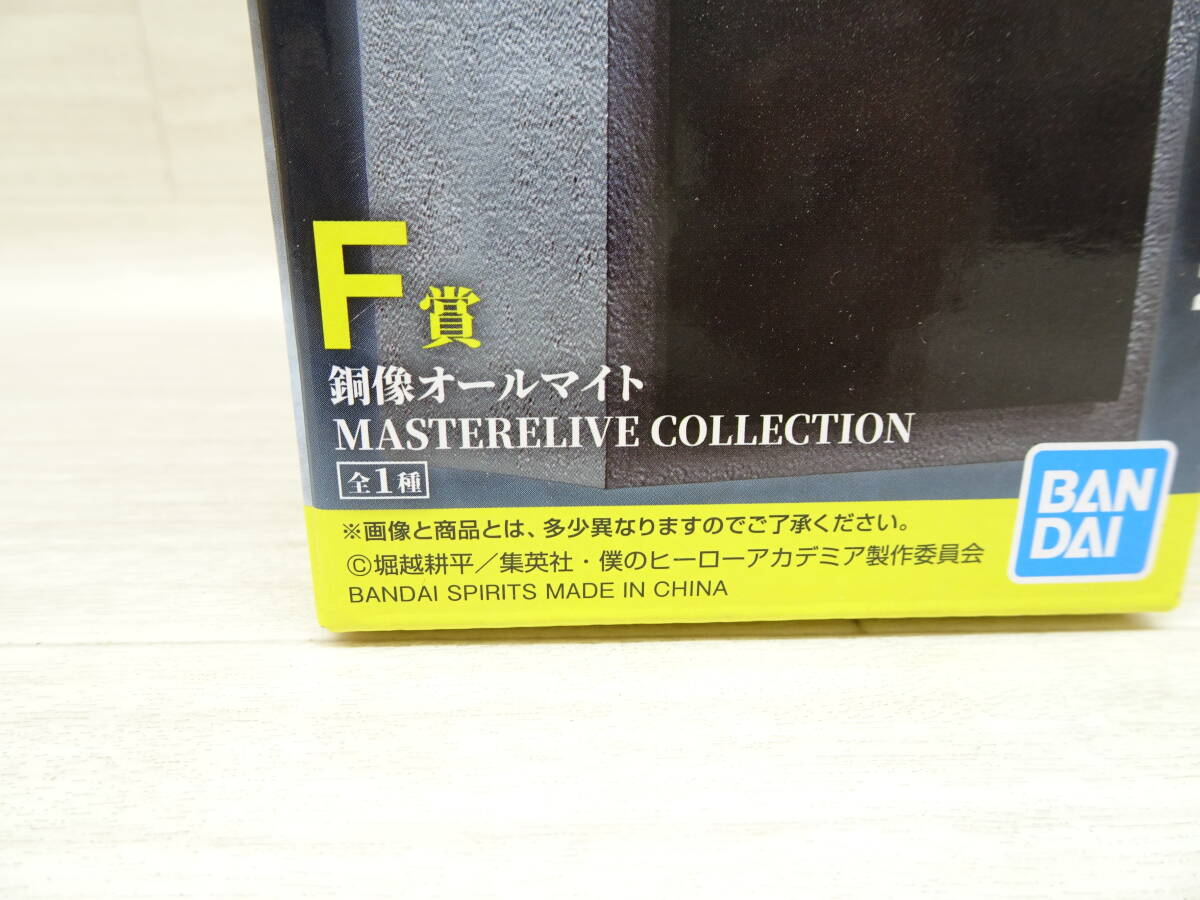 F賞
銅像オールマイト
MASTERELIVE COLLECTION
全1種
※画像と商品とは、多少異なりますのでご了承ください。
©堀越耕平／集英社・僕のヒーローアカデミア製作委員会
BANDAI SPIRITS MADE IN CHINA
BAN
DAI